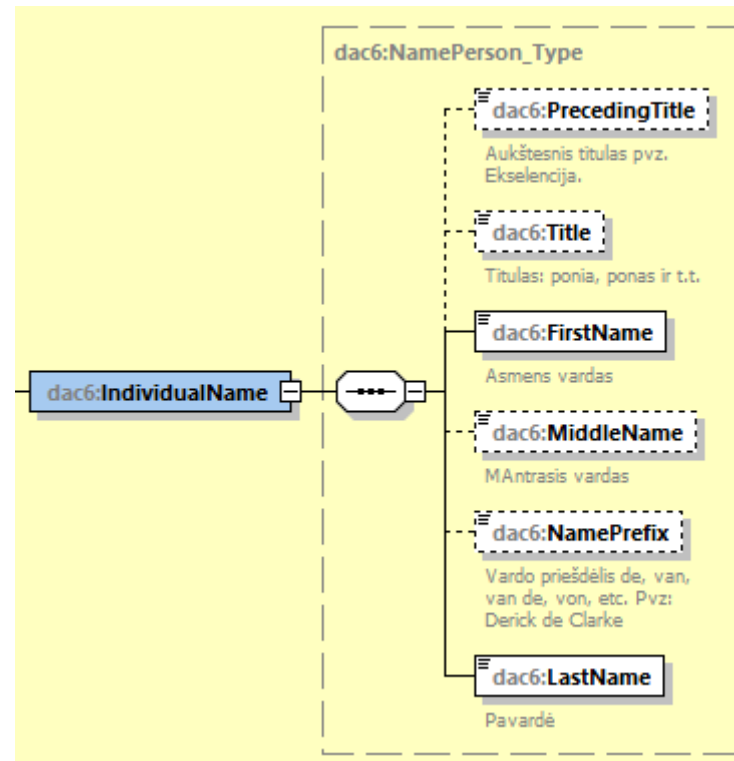 dac6:NamePerson_Type
dac6:PrecedingTitle
Aukštesnis titulas pvz.
Ekselencija.
dac6:Title
Titulas: ponia, ponas ir t.t.
dac6:FirstName
Asmens vardas
dac6:IndividualName
dac6:MiddleName
MAntrasis vardas
dac6:NamePrefix
Vardo priešdėlis de, van,
van de, von, etc. Pvz:
Derick de Clarke
dac6:LastName
Pavardė